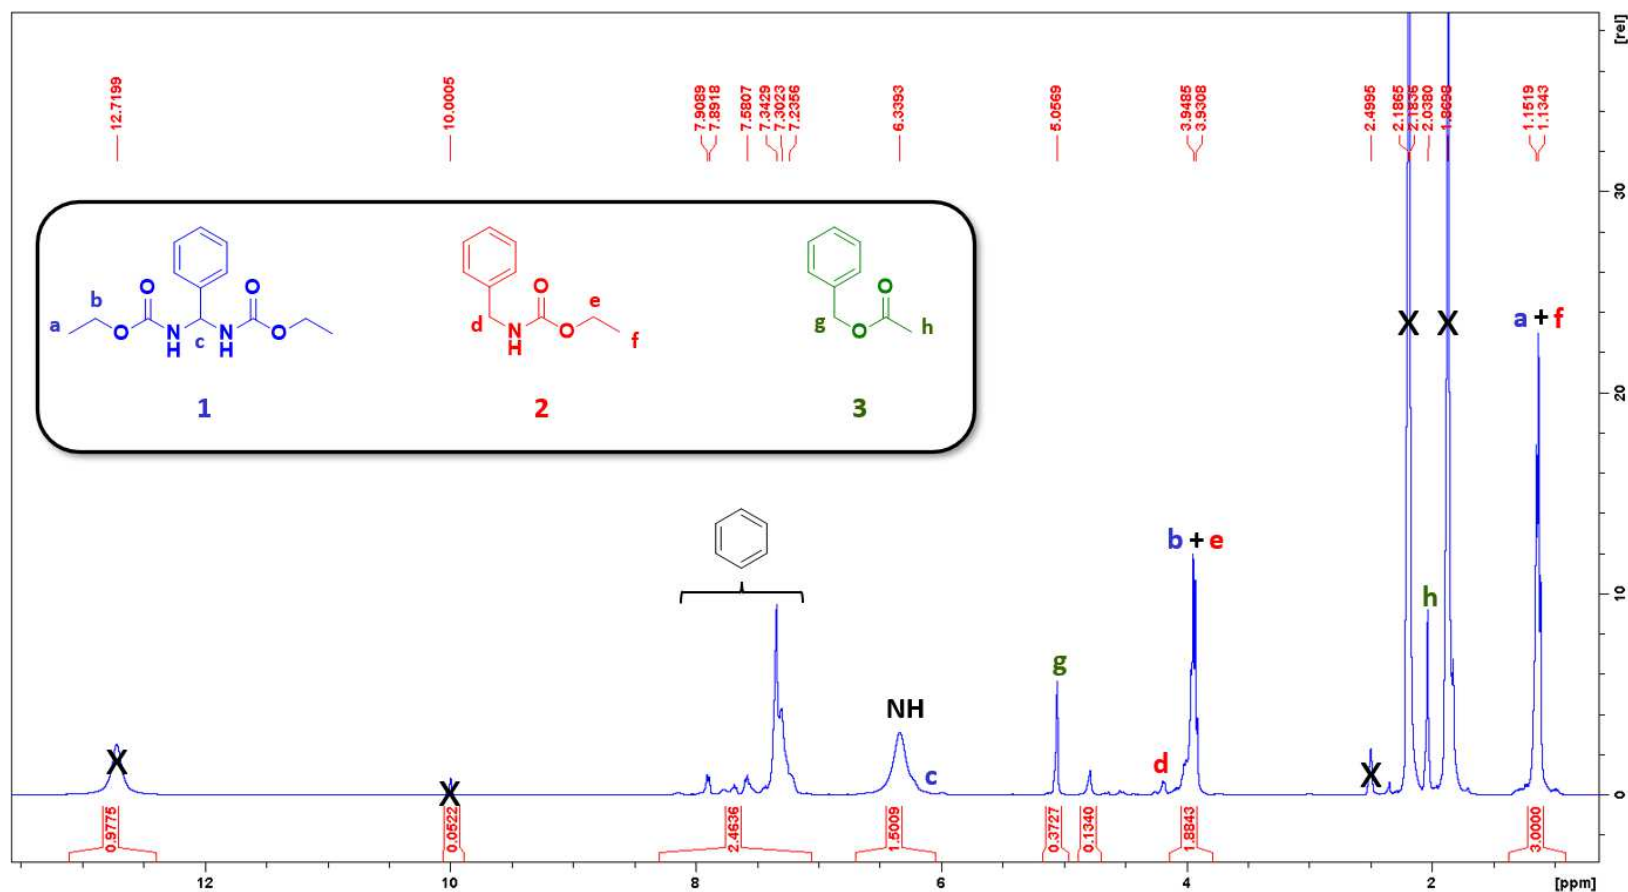 12.7199
10.0005
7.9089
7.8918
7.5807
7.3429
7.3023
7.2356
6.3393
5.0569
3.9485
3.9308
2.4995
2.1865
2.1836
2.0380
1.8698
1.1519
1.1343
[rel]
30
20
10
0
O O O O
b e
a O N N O d N O f g O h
c
H H H
1 2 3
X X a + f
b + e
h
g
NH
X X c d X
0.9775
0.0522
2.4636
1.5009
0.3727
0.1340
1.8843
3.0000
12 10 8 6 4 2 [ppm]